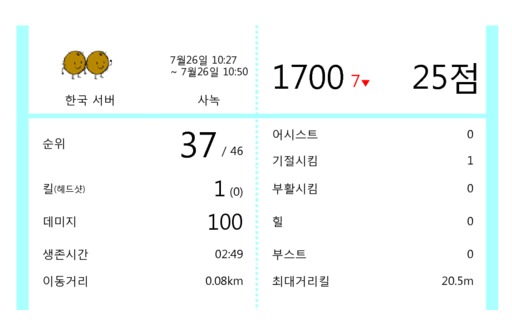 7월26일 10:27
~ 7월26일 10:50
한국 서버
사녹
1700 7▼
25점
순위
37 / 46
킬(헤드샷)
1 (0)
데미지
100
생존시간
02:49
이동거리
0.08km
어시스트
0
기절시킴
1
부활시킴
0
힐
0
부스트
0
최대거리킬
20.5m